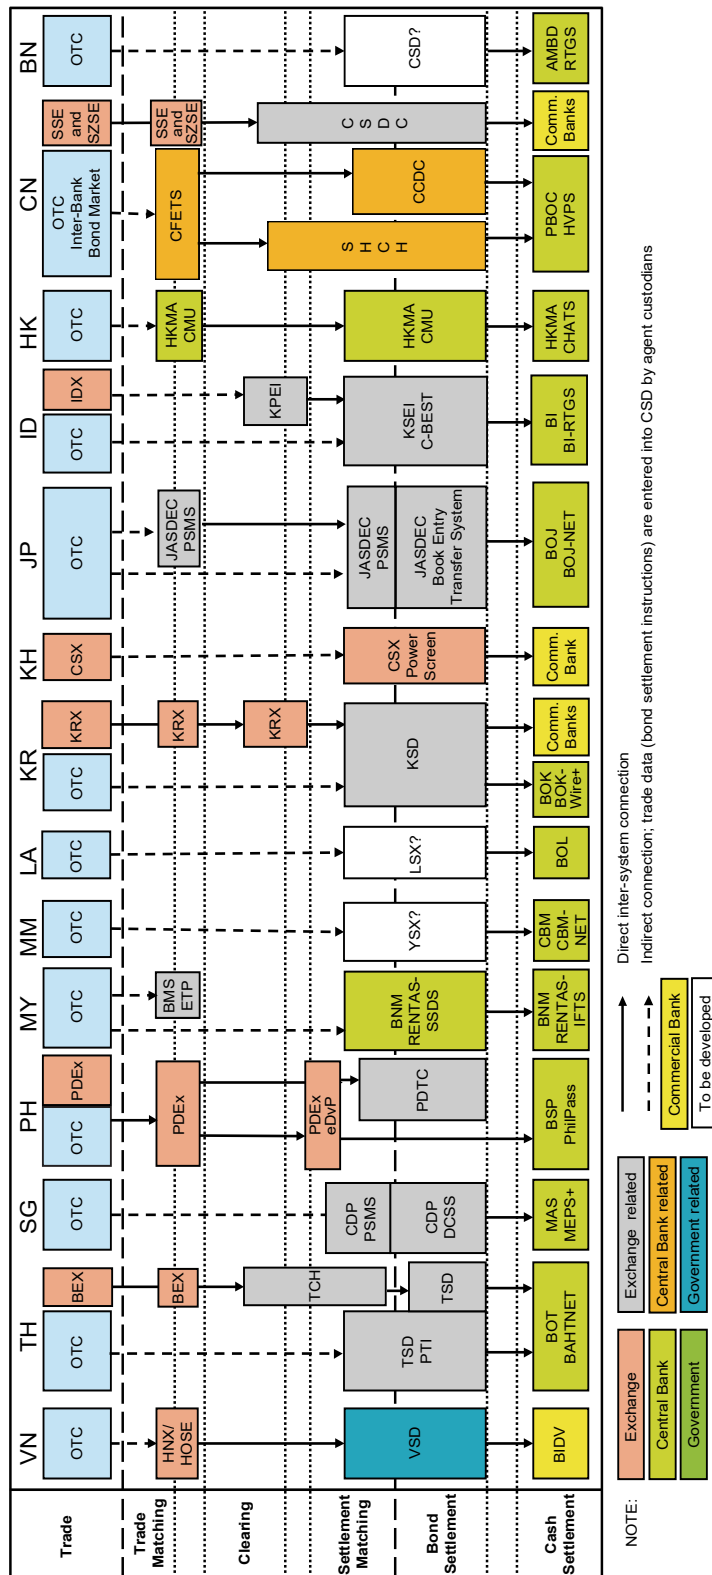 VN
TH
SG
PH
MY
MM
LA
KR
KH
JP
ID
HK
CN
BN
Trade
OTC
OTC
BEX
OTC
OTC
PDEx
OTC
OTC
OTC
OTC
KRX
CSX
OTC
OTC
IDX
OTC
OTC
Inter-Bank
Bond Market
SSE
and
SZSE
OTC
Trade
Matching
HNX/
HOSE
BEX
PDEx
BMS
ETP
KRX
JASDEC
PSMS
HKMA
CMU
CFETS
SSE
and
SZSE
Clearing
TCH
KRX
KPEI
Settlement
Matching
PDEx
eDvP
CDP
PSMS
JASDEC
PSMS
Bond
Settlement
VSD
TSD
PTI
TSD
CDP
DCSS
PDTC
BNM
RENTAS-
SSDS
YSX?
LSX?
KSD
CSX
Power
Screen
JASDEC
Book Entry
Transfer System
KSEI
C-BEST
HKMA
CMU
S
H
C
H
CCDC
C
S
D
C
CSD?
Cash
Settlement
BIDV
BOT
BAHTNET
MAS
MEPS+
BSP
PhilPass
BNM
RENTAS-
IFTS
CBM
CBM-
NET
BOL
BOK
BOK-
Wire+
Comm.
Banks
Comm.
Bank
BOJ
BOJ-NET
BI
BI-RTGS
HKMA
CHATS
PBOC
HVPS
Comm.
Banks
AMBD
RTGS
NOTE:
Exchange
Central Bank
Government
Exchange related
Central Bank related
Government related
Direct inter-system connection
Indirect connection; trade data (bond settlement instructions) are entered into CSD by agent custodians
Commercial Bank
To be developed